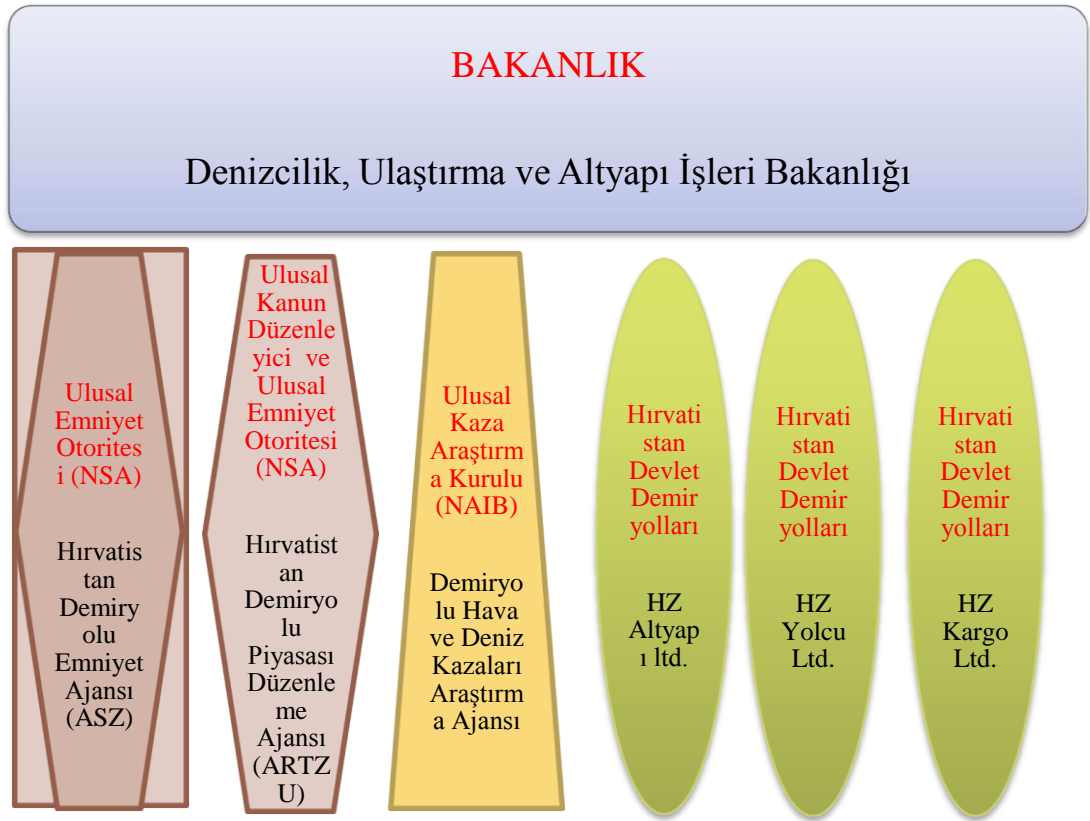 BAKANLIK
Denizcilik, Ulaştırma ve Altyapı İşleri Bakanlığı
Ulusal
Emniyet
Otorites
i (NSA)
Hırvatis
tan
Demiry
olu
Emniyet
Ajansı
(ASZ)
Ulusal
Kanun
Düzenle
yici ve
Ulusal
Emniyet
Otoritesi
(NSA)
Hırvatist
an
Demiryo
lu
Piyasası
Düzenle
me
Ajansı
(ARTZ
U)
Ulusal
Kaza
Araştırm
a Kurulu
(NAIB)
Demiryo
lu Hava
ve Deniz
Kazaları
Araştırm
a Ajansı
Hırvati
stan
Devlet
Demir
yolları
HZ
Altyap
ı ltd.
Hırvati
stan
Devlet
Demir
yolları
HZ
Yolcu
Ltd.
Hırvati
stan
Devlet
Demir
yolları
HZ
Kargo
Ltd.